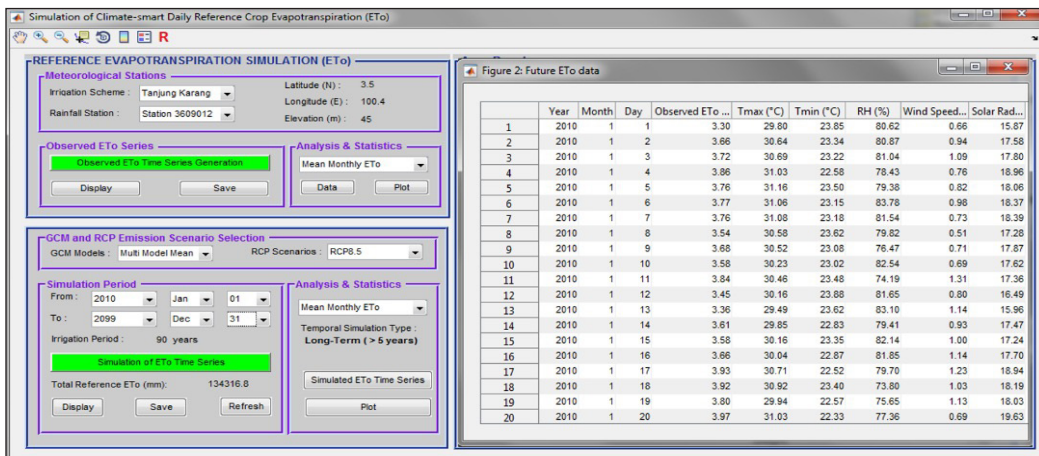 Simulation of Climate-smart Daily Reference Crop Evapotranspiration (ETo)
R
REFERENCE EVAPOTRANSPIRATION SIMULATION (ETo)
Meteorological Stations
Irrigation Scheme : Tanjung Karang
Rainfall Station : Station 3609012
Latitude (N) : 3.5
Longitude (E) : 100.4
Elevation (m) : 45
Observed ETo Series
Observed ETo Time Series Generation
Display Save
Analysis & Statistics
Mean Monthly ETo
Data Plot
GCM and RCP Emission Scenario Selection
GCM Models : Multi Model Mean RCP Scenarios : RCP8.5
Simulation Period
From : 2010 Jan 01
To : 2099 Dec 31
Irrigation Period : 90 years
Simulation of ETo Time Series
Total Reference ETo (mm): 134316.8
Display Save Refresh
Analysis & Statistics
Mean Monthly ETo
Temporal Simulation Type :
Long-Term ( > 5 years)
Simulated ETo Time Series
Plot
Figure 2: Future ETo data
Year Month Day Observed ETo ... Tmax (°C) Tmin (°C) RH (%) Wind Speed... Solar Rad...
1 2010 1 1 3.30 29.80 23.85 80.62 0.66 15.87
2 2010 1 2 3.66 30.64 23.34 80.87 0.94 17.58
3 2010 1 3 3.72 30.69 23.22 81.04 1.09 17.80
4 2010 1 4 3.86 31.03 22.58 78.43 0.76 18.96
5 2010 1 5 3.76 31.16 23.50 79.38 0.82 18.06
6 2010 1 6 3.77 31.06 23.15 83.78 0.98 18.37
7 2010 1 7 3.76 31.08 23.18 81.54 0.73 18.39
8 2010 1 8 3.54 30.58 23.62 79.82 0.51 17.28
9 2010 1 9 3.68 30.52 23.08 76.47 0.71 17.87
10 2010 1 10 3.58 30.23 23.02 82.54 0.69 17.62
11 2010 1 11 3.84 30.46 23.48 74.19 1.31 17.36
12 2010 1 12 3.45 30.16 23.88 81.65 0.80 16.49
13 2010 1 13 3.36 29.49 23.62 83.10 1.14 15.96
14 2010 1 14 3.61 29.85 22.83 79.41 0.93 17.47
15 2010 1 15 3.58 30.16 23.35 82.14 1.00 17.24
16 2010 1 16 3.66 30.04 22.87 81.85 1.14 17.70
17 2010 1 17 3.93 30.71 22.52 79.70 1.23 18.94
18 2010 1 18 3.92 30.92 23.40 73.80 1.03 18.19
19 2010 1 19 3.80 29.94 22.57 75.65 1.13 18.03
20 2010 1 20 3.97 31.03 22.33 77.36 0.69 19.63